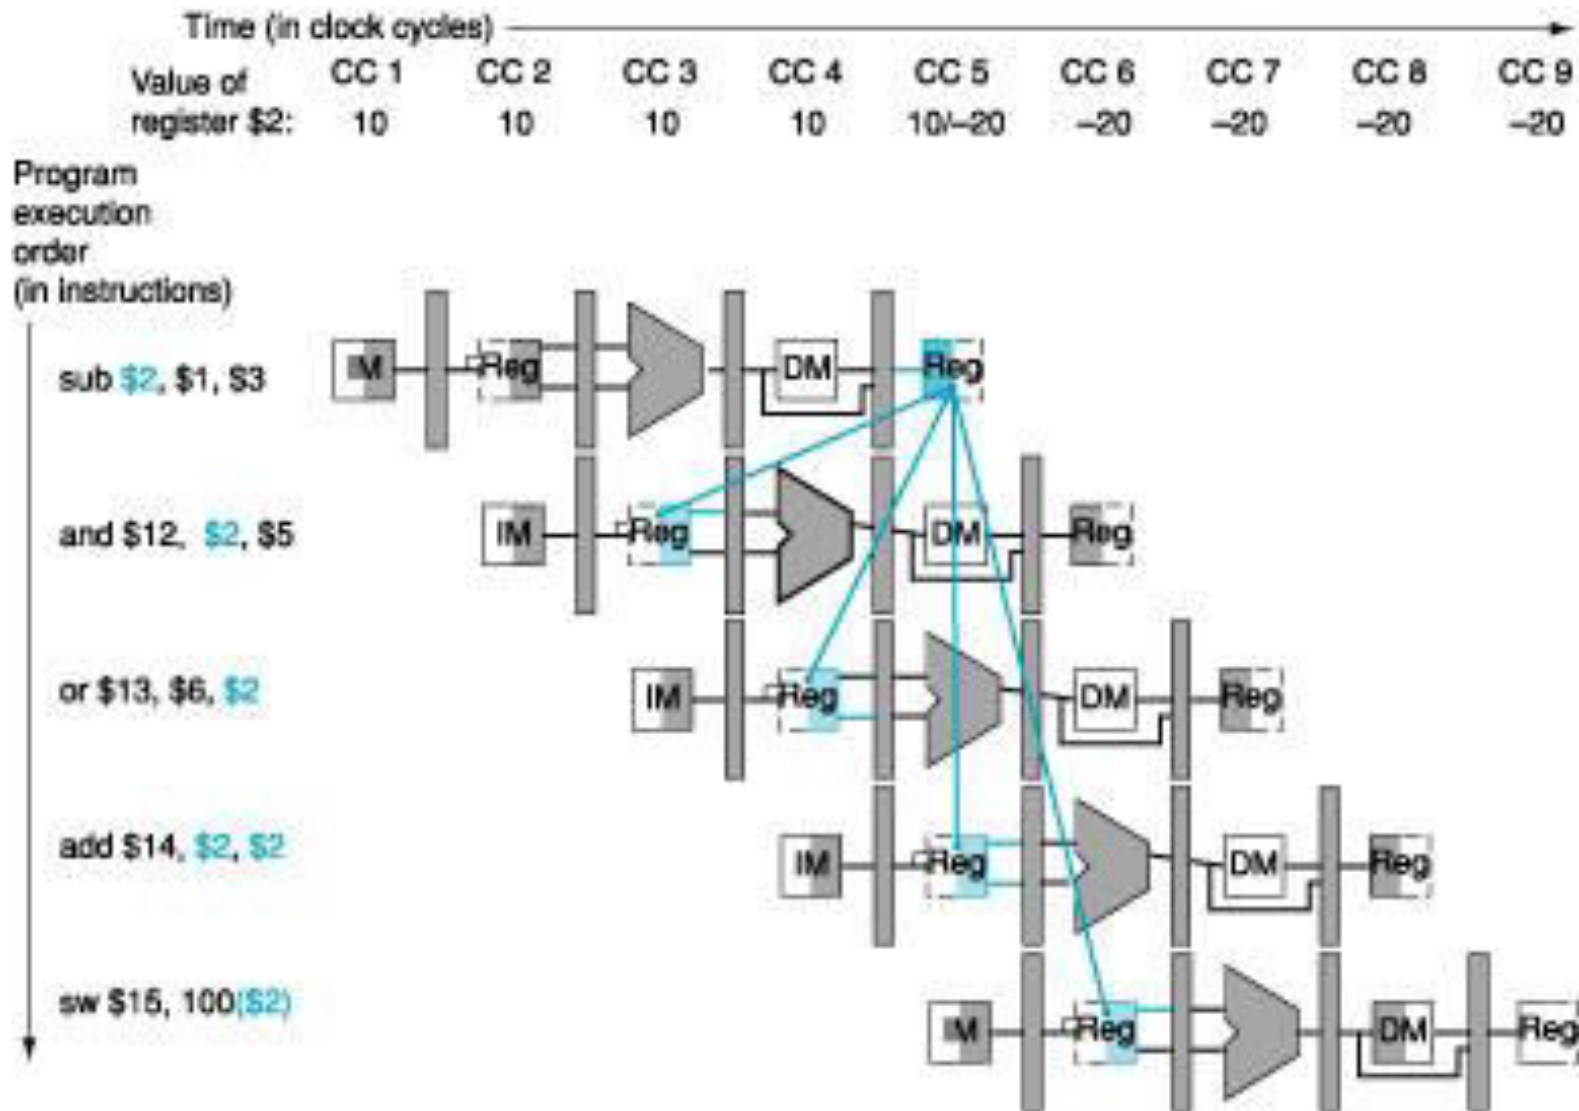 Time (in clock cycles)
Value of register $2:
CC 1 CC 2 CC 3 CC 4 CC 5 CC 6 CC 7 CC 8 CC 9
10 10 10 10 10/–20 –20 –20 –20 –20
Program
execution
order
(in instructions)
sub $2, $1, $3
IM Reg DM Reg
and $12, $2, $5
IM Reg DM Reg
or $13, $6, $2
IM Reg DM Reg
add $14, $2, $2
IM Reg DM Reg
sw $15, 100($2)
IM Reg DM Reg